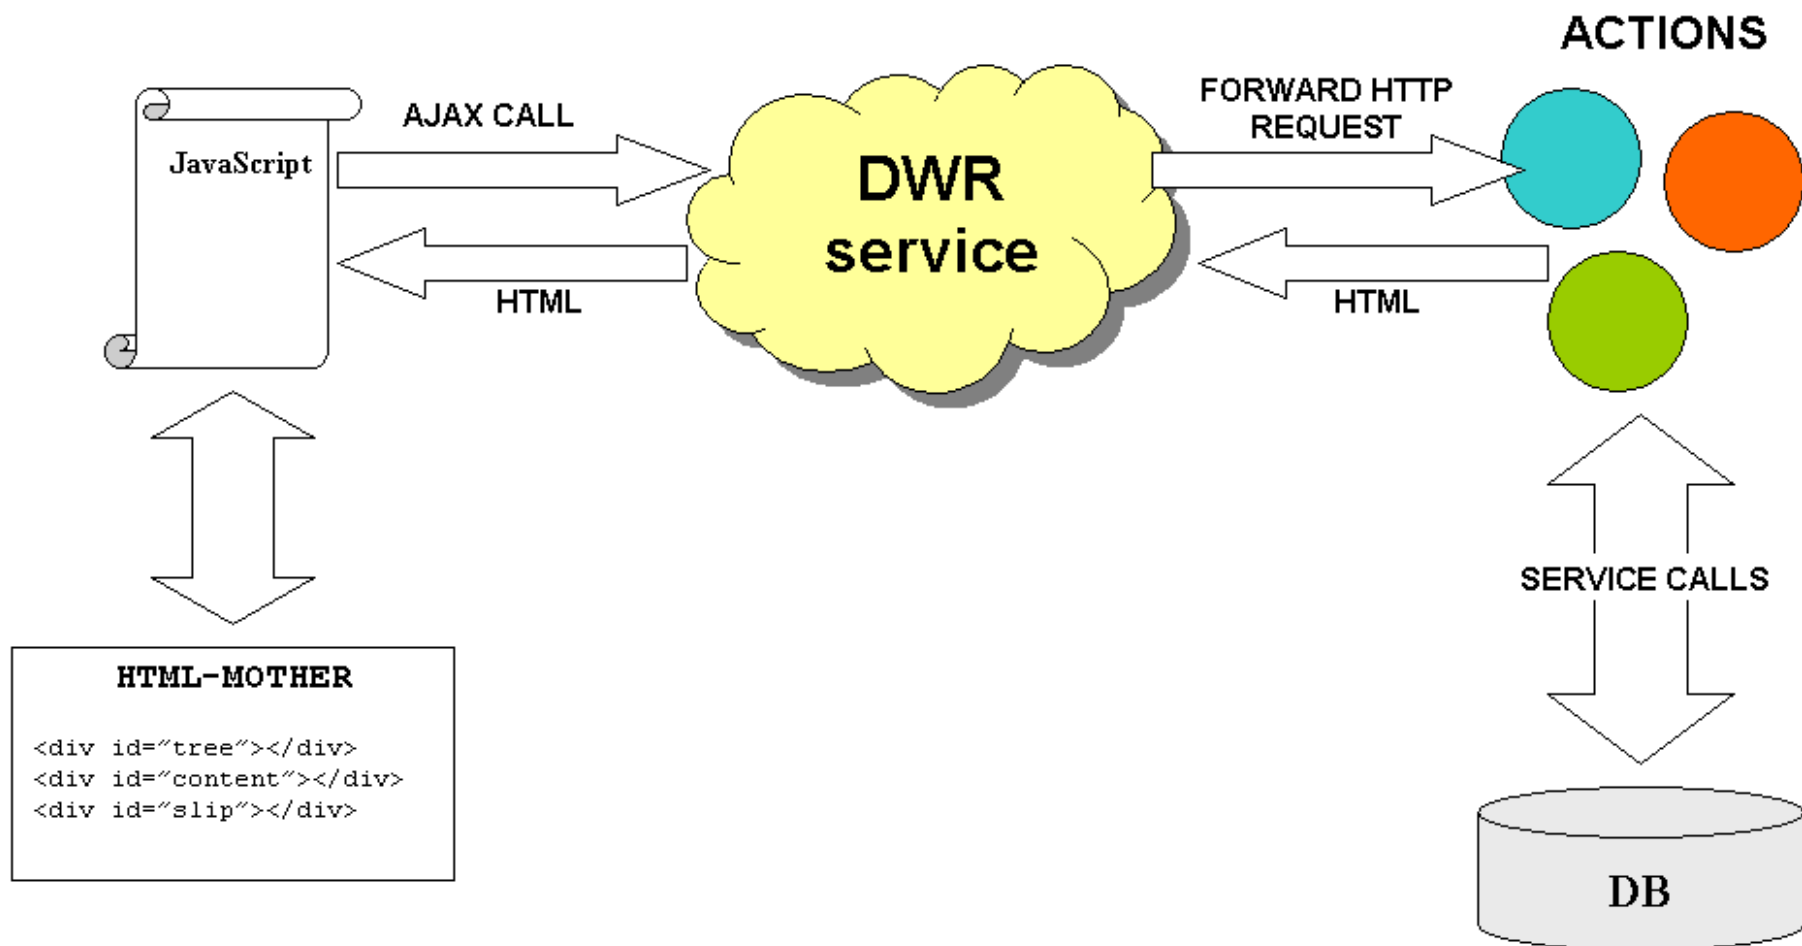 ACTIONS
AJAX CALL
FORWARD HTTP
REQUEST
JavaScript
DWR
service
HTML
HTML
SERVICE CALLS
HTML-MOTHER
<div id="tree"></div>
<div id="content"></div>
<div id="slip"></div>
DB